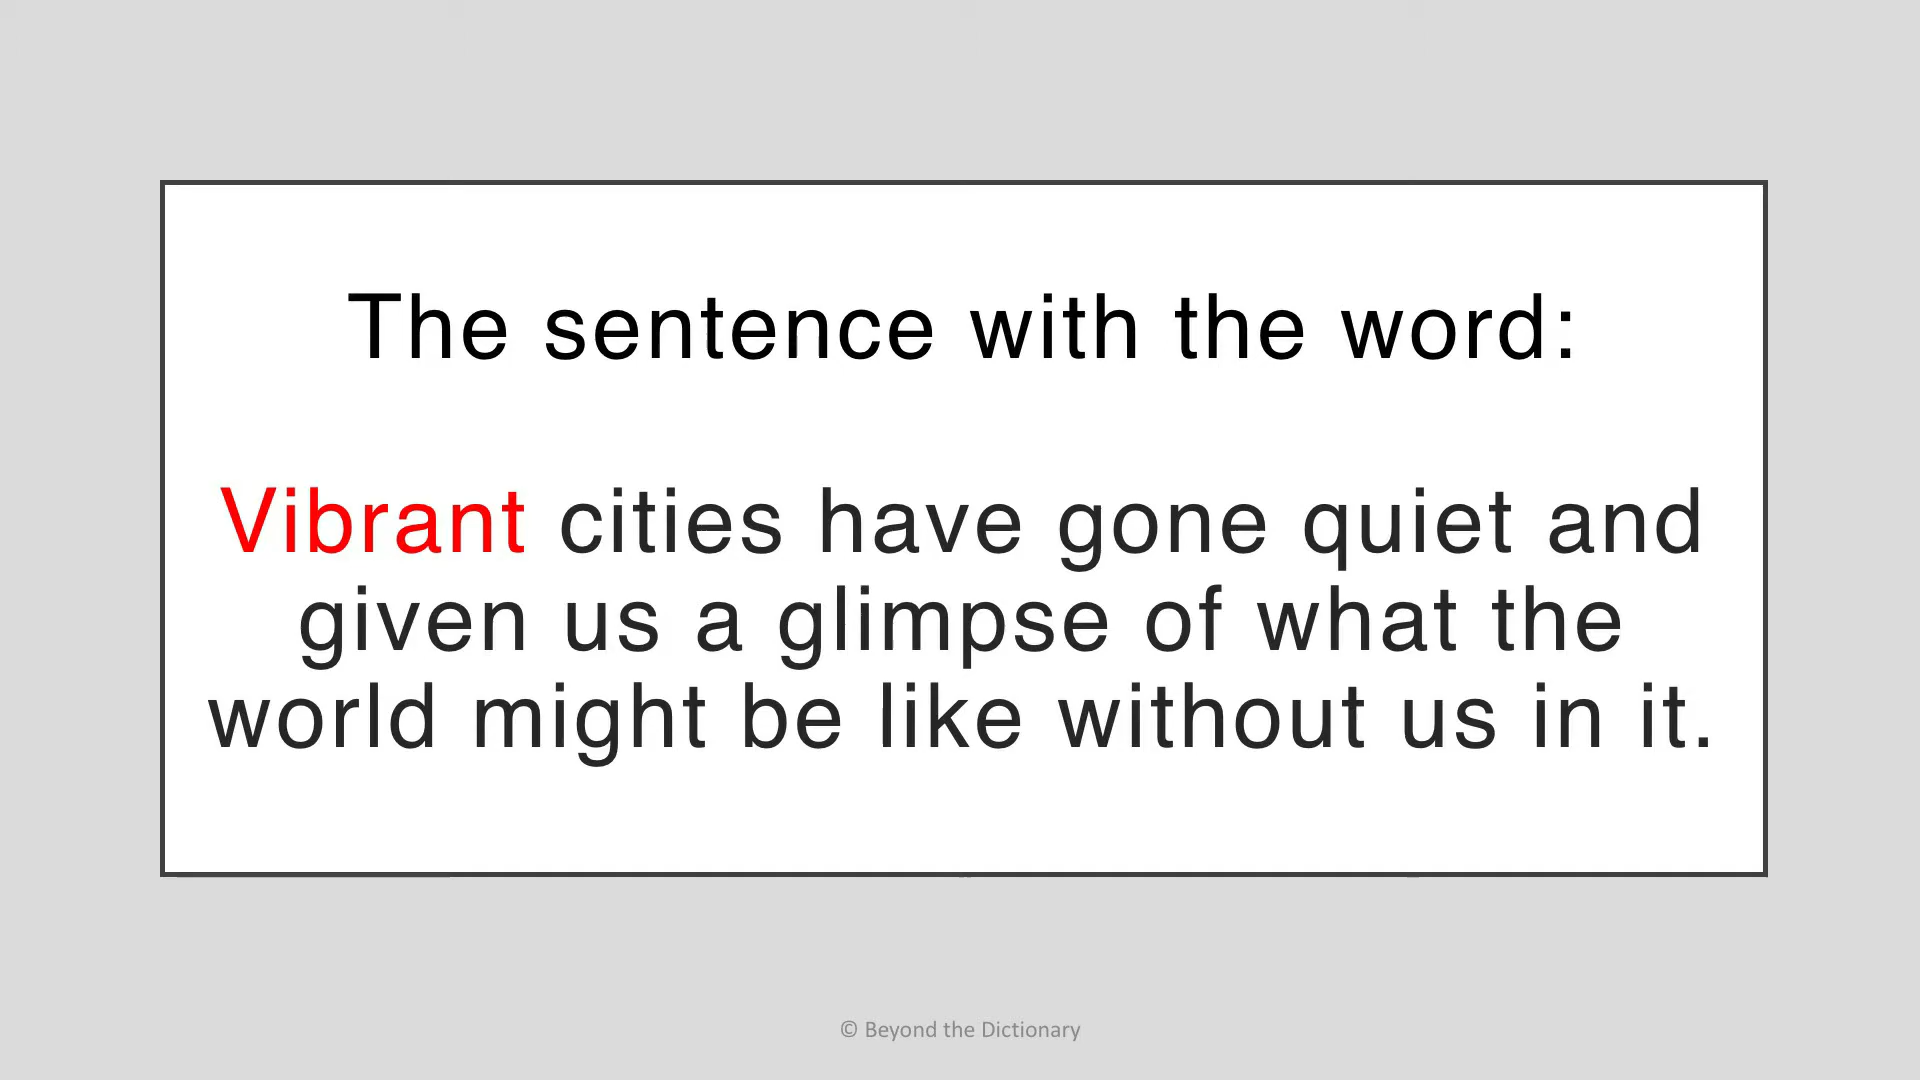 The sentence with the word:
Vibrant cities have gone quiet and
given us a glimpse of what the
world might be like without us in it.
© Beyond the Dictionary